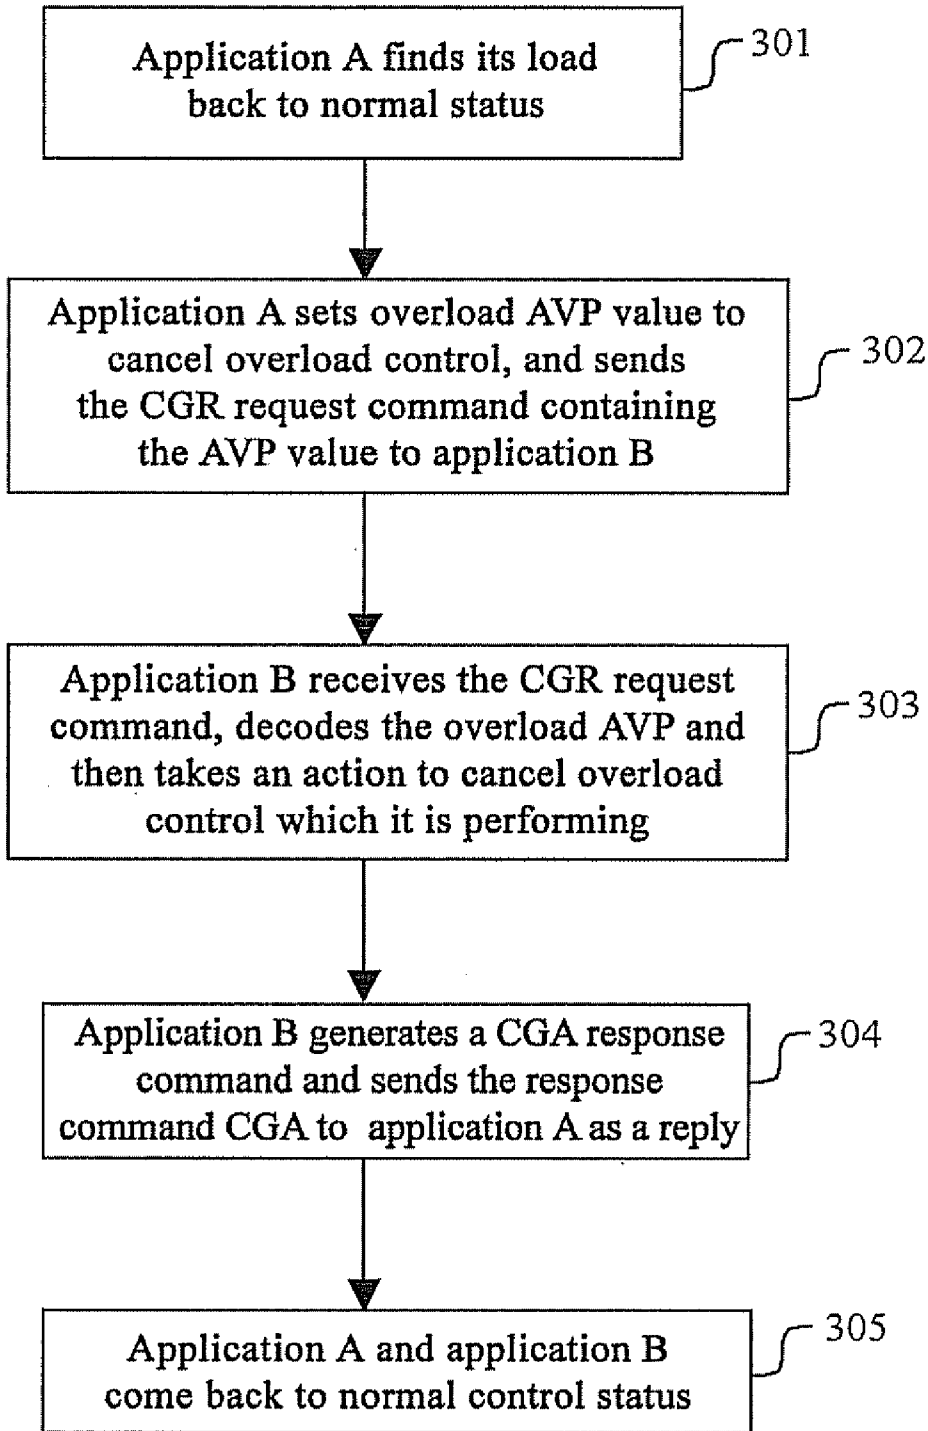 Application A finds its load
back to normal status
301
Application A sets overload AVP value to
cancel overload control, and sends
the CGR request command containing
the AVP value to application B
302
Application B receives the CGR request
command, decodes the overload AVP and
then takes an action to cancel overload
control which it is performing
303
Application B generates a CGA response
command and sends the response
command CGA to application A as a reply
304
Application A and application B
come back to normal control status
305